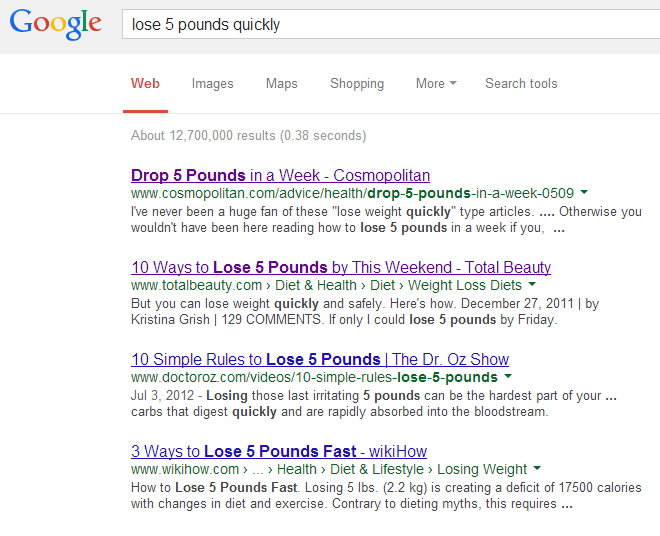 Google
lose 5 pounds quickly
Web Images Maps Shopping More Search tools
About 12,700,000 results (0.38 seconds)
Drop 5 Pounds in a Week - Cosmopolitan
www.cosmopolitan.com/advice/health/drop-5-pounds-in-a-week-0509
I've never been a huge fan of these "lose weight quickly" type articles. .... Otherwise you
wouldn't have been here reading how to lose 5 pounds in a week if you, ...
10 Ways to Lose 5 Pounds by This Weekend - Total Beauty
www.totalbeauty.com › Diet & Health › Diet › Weight Loss Diets
But you can lose weight quickly and safely. Here's how. December 27, 2011 | by
Kristina Grish | 129 COMMENTS. If only I could lose 5 pounds by Friday.
10 Simple Rules to Lose 5 Pounds | The Dr. Oz Show
www.doctoroz.com/videos/10-simple-rules-lose-5-pounds
Jul 3, 2012 - Losing those last irritating 5 pounds can be the hardest part of your ...
carbs that digest quickly and are rapidly absorbed into the bloodstream.
3 Ways to Lose 5 Pounds Fast - wikiHow
www.wikihow.com › ... › Health › Diet & Lifestyle › Losing Weight
How to Lose 5 Pounds Fast. Losing 5 lbs. (2.2 kg) is creating a deficit of 17500 calories
with changes in diet and exercise. Contrary to dieting myths, this requires ...